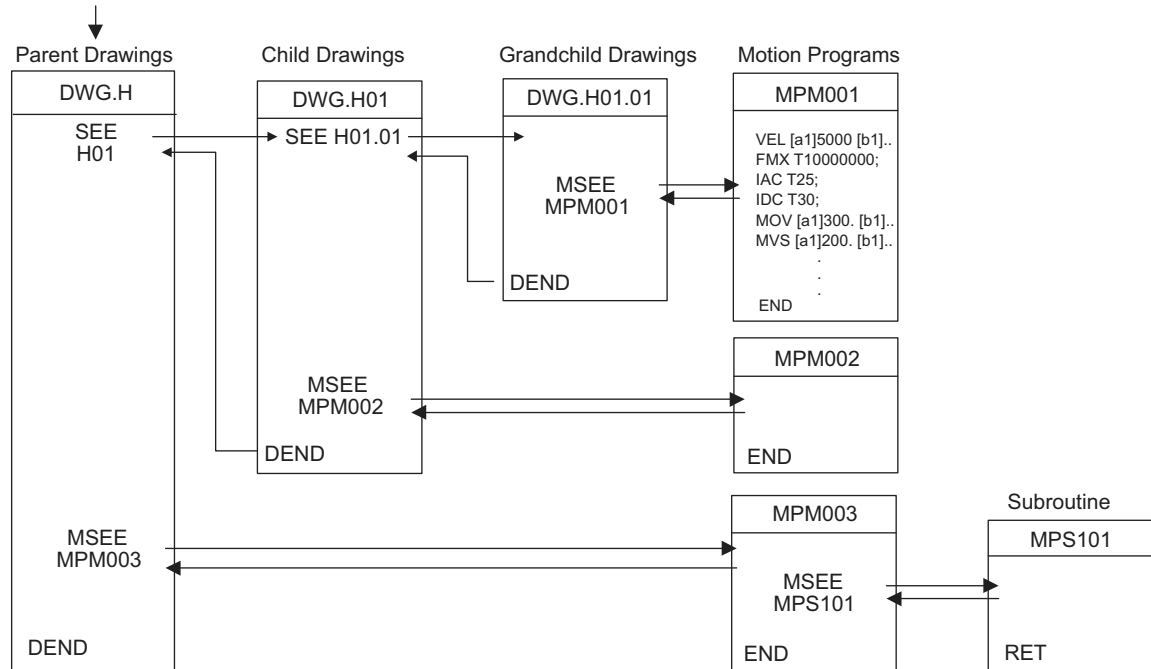 Parent Drawings
DWG.H
SEE
H01
MSEE
MPM003
DEND
Child Drawings
DWG.H01
SEE H01.01
MSEE
MPM002
DEND
Grandchild Drawings
DWG.H01.01
MSEE
MPM001
DEND
Motion Programs
MPM001
VEL [a1]5000 [b1]..
FMX T10000000;
IAC T25;
IDC T30;
MOV [a1]300. [b1]..
MVS [a1]200. [b1]..
.
.
.
END
MPM002
END
MPM003
MSEE
MPS101
END
Subroutine
MPS101
RET